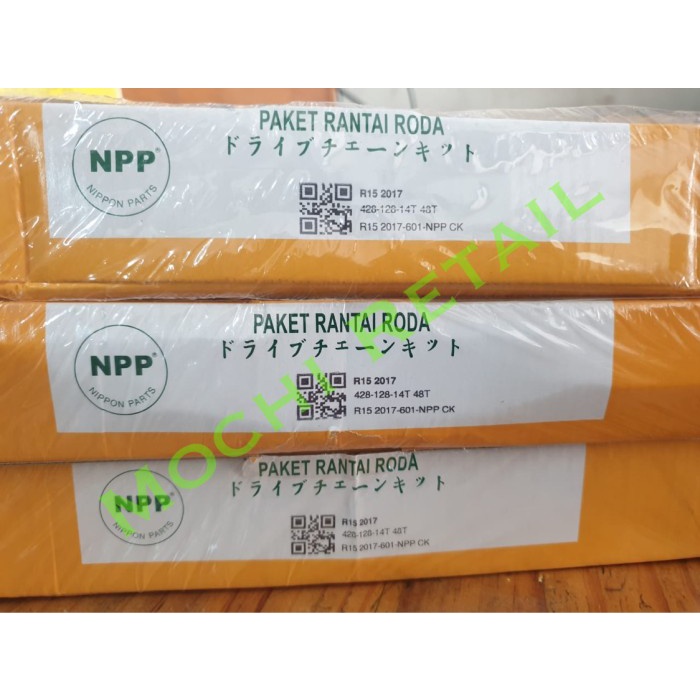 NPP®
NIPPON PARTS
PAKET RANTAI RODA
ドライブチェーンキット
R15 2017
428-128-14T 48T
R15 2017-601-NPP CK
NPP®
NIPPON PARTS
PAKET RANTAI RODA
ドライブチェーンキット
R15 2017
428-128-14T 48T
R15 2017-601-NPP CK
NPP®
NIPPON PARTS
PAKET RANTAI RODA
ドライブチェーンキット
R15 2017
428-128-14T 48T
R15 2017-601-NPP CK
MOCHI RETAIL